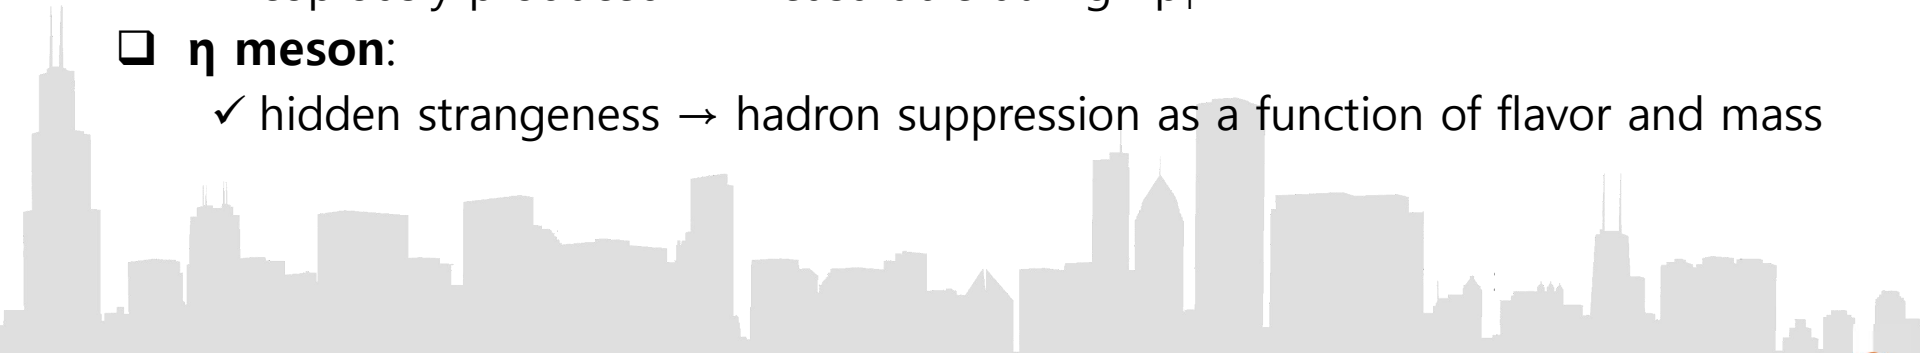 ❑ η meson:
✓ hidden strangeness → hadron suppression as a function of flavor and mass